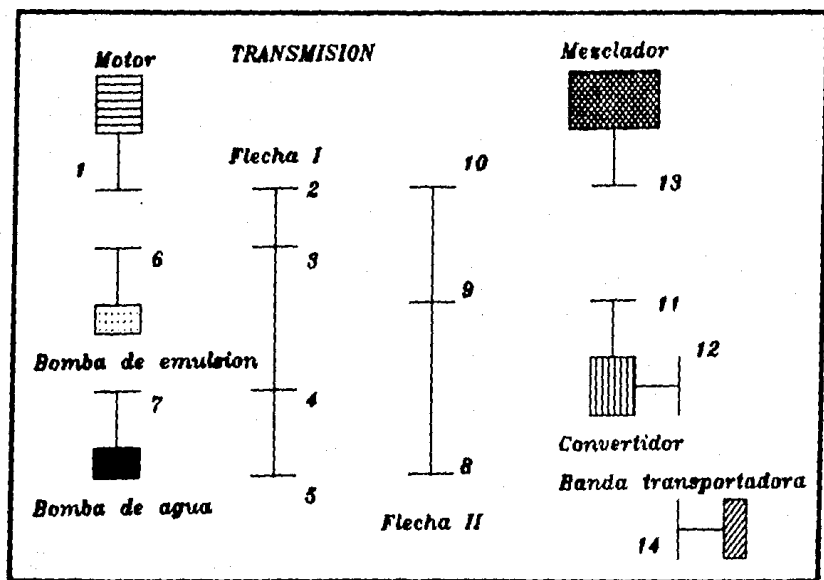 Motor
TRANSMISION
Mezclador
Flecha I
1
2
10
13
6
3
9
11
12
Bomba de emulsion
7
4
Convertidor
5
8
Banda transportadora
Bomba de agua
Flecha II
14